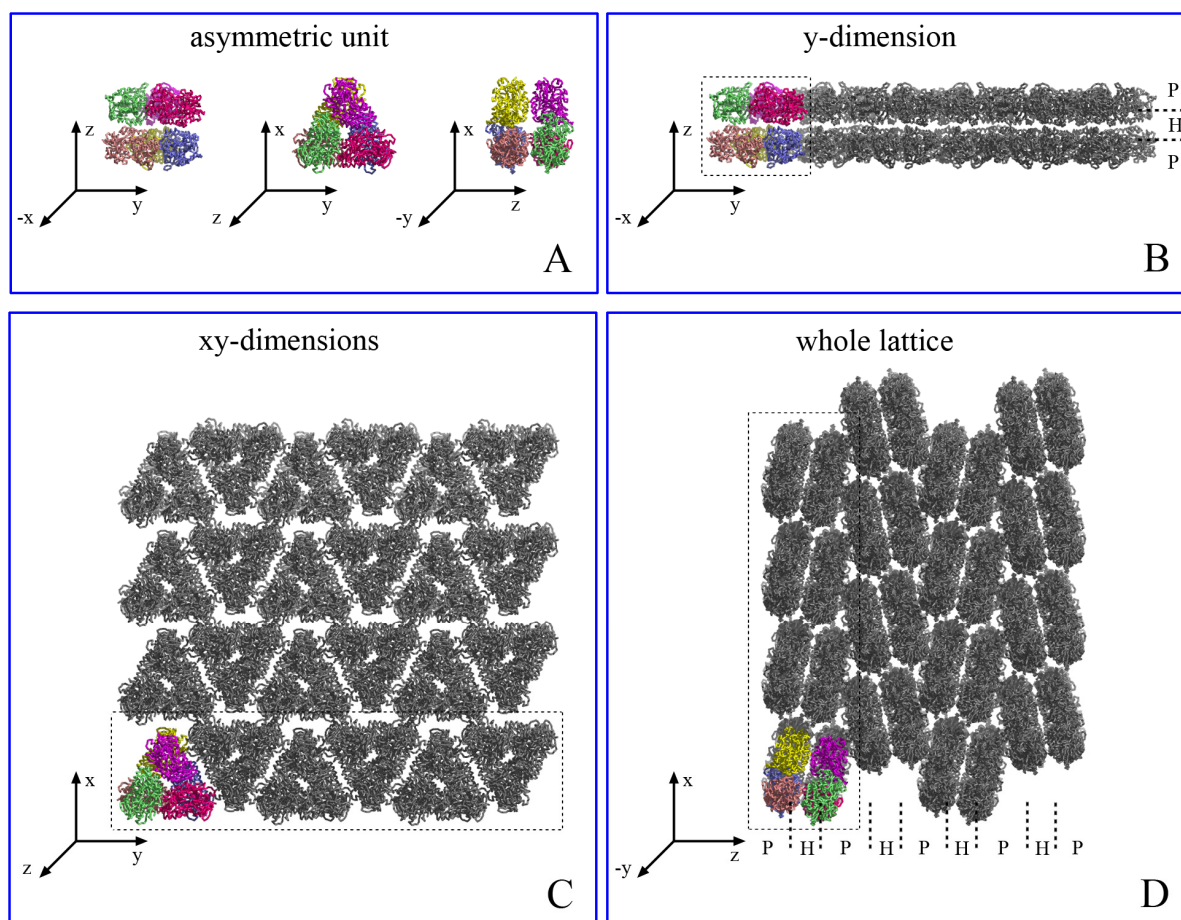 asymmetric unit
z
y
-x
x
y
z
x
z
-y
A
y-dimension
P
H
P
z
y
-x
B
xy-dimensions
x
y
z
C
whole lattice
x
z
-y
P H P H P H P H P
D